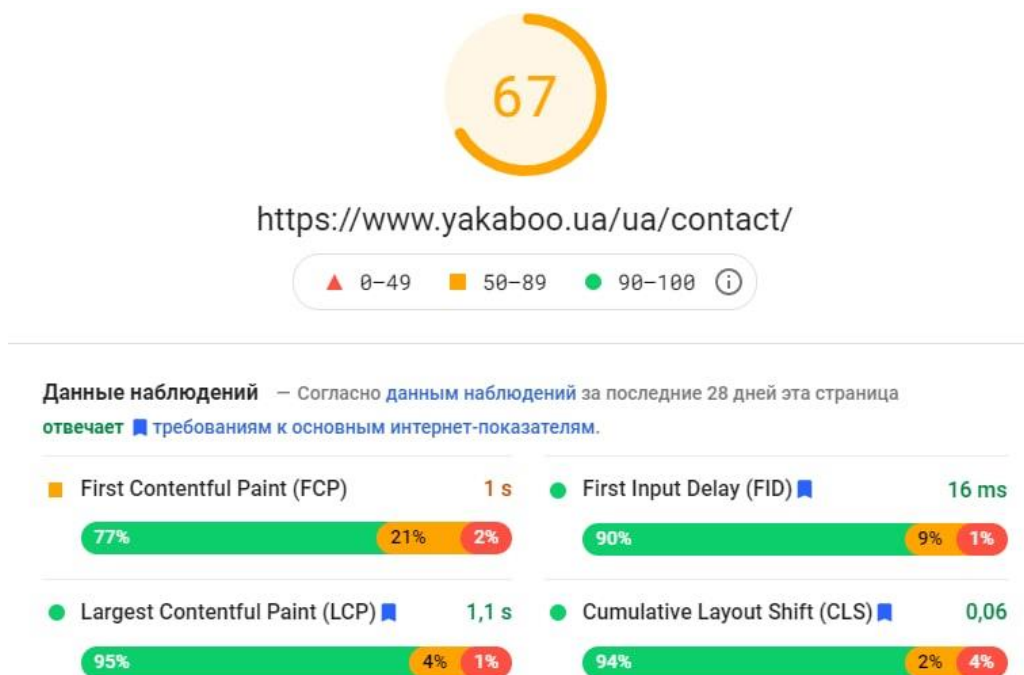 67
https://www.yakaboo.ua/ua/contact/
0–49 50–89 90–100
Данные наблюдений — Согласно данным наблюдений за последние 28 дней эта страница
отвечает требованиям к основным интернет-показателям.
First Contentful Paint (FCP) 1 s
77% 21% 2%
First Input Delay (FID) 16 ms
90% 9% 1%
Largest Contentful Paint (LCP) 1,1 s
95% 4% 1%
Cumulative Layout Shift (CLS) 0,06
94% 2% 4%